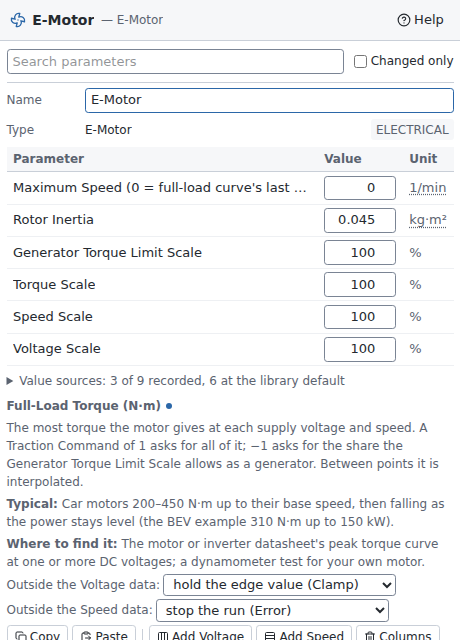 E-Motor — E-Motor Help
Search parameters Changed only
Name E-Motor
Type E-Motor ELECTRICAL
Parameter Value Unit
Maximum Speed (0 = full-load curve's last ... 0 1/min
Rotor Inertia 0.045 kg·m²
Generator Torque Limit Scale 100 %
Torque Scale 100 %
Speed Scale 100 %
Voltage Scale 100 %
Value sources: 3 of 9 recorded, 6 at the library default
Full-Load Torque (N·m)
The most torque the motor gives at each supply voltage and speed. A
Traction Command of 1 asks for all of it; −1 asks for the share the
Generator Torque Limit Scale allows as a generator. Between points it is
interpolated.
Typical: Car motors 200–450 N·m up to their base speed, then falling as
the power stays level (the BEV example 310 N·m up to 150 kW).
Where to find it: The motor or inverter datasheet's peak torque curve
at one or more DC voltages; a dynamometer test for your own motor.
Outside the Voltage data: hold the edge value (Clamp)
Outside the Speed data: stop the run (Error)
Copy Paste Add Voltage Add Speed Columns